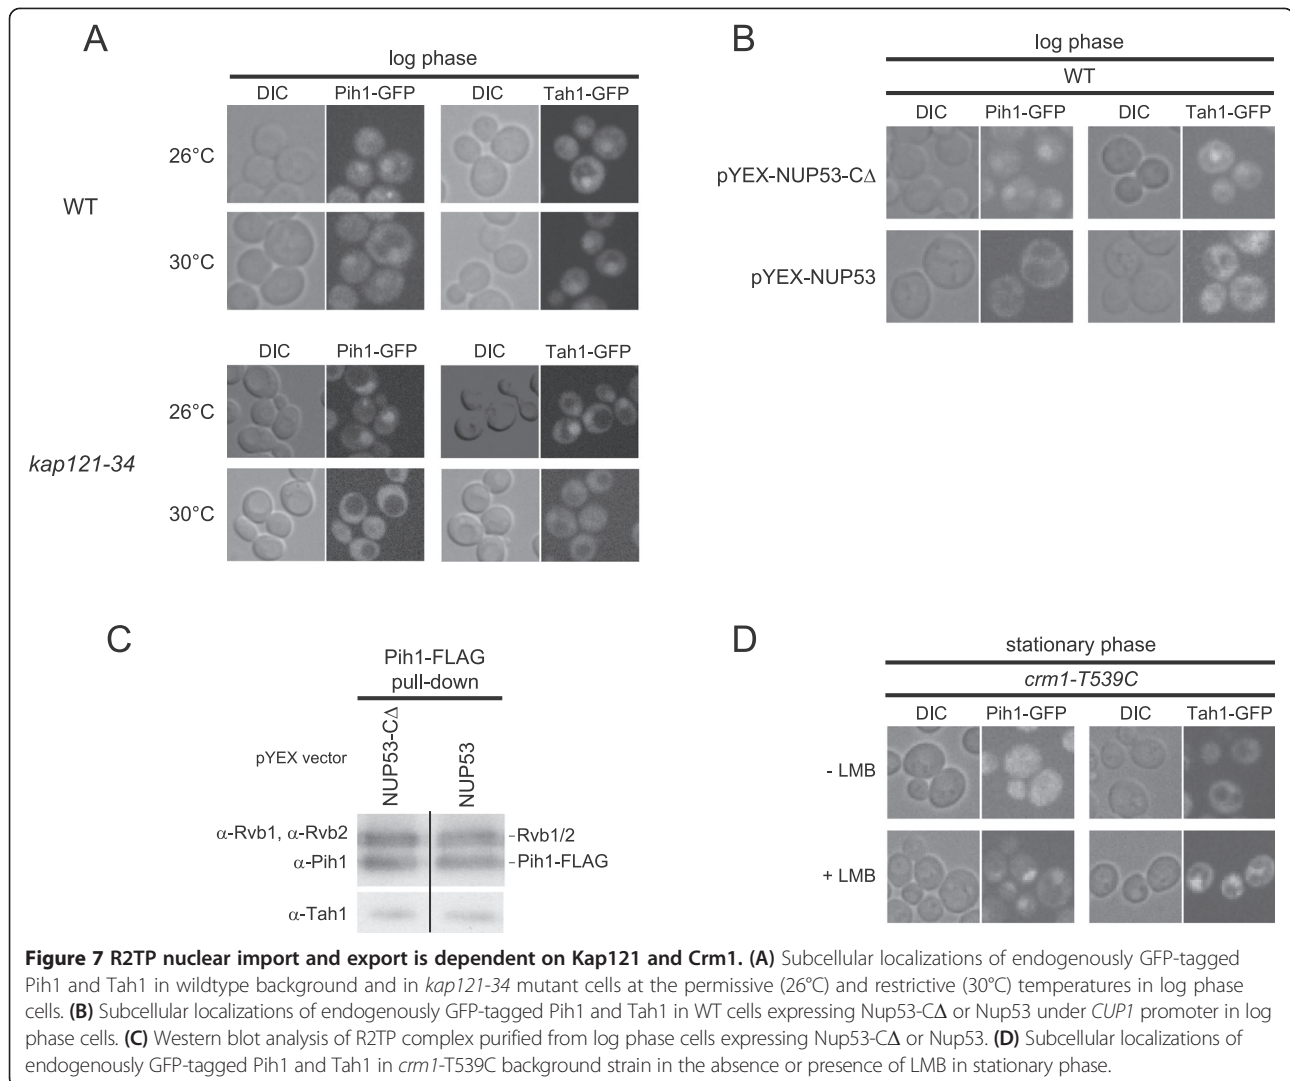 A
log phase
DIC Pih1-GFP DIC Tah1-GFP
26°C
WT
30°C
DIC Pih1-GFP DIC Tah1-GFP
26°C
kap121-34
30°C
B
log phase
WT
DIC Pih1-GFP DIC Tah1-GFP
pYEX-NUP53-CΔ
pYEX-NUP53
C
Pih1-FLAG
pull-down
pYEX vector
NUP53-CΔ
NUP53
α-Rvb1, α-Rvb2
Rvb1/2
α-Pih1
Pih1-FLAG
α-Tah1
D
stationary phase
crm1-T539C
DIC Pih1-GFP DIC Tah1-GFP
- LMB
+ LMB
Figure 7 R2TP nuclear import and export is dependent on Kap121 and Crm1. (A) Subcellular localizations of endogenously GFP-tagged
Pih1 and Tah1 in wildtype background and in kap121-34 mutant cells at the permissive (26°C) and restrictive (30°C) temperatures in log phase
cells. (B) Subcellular localizations of endogenously GFP-tagged Pih1 and Tah1 in WT cells expressing Nup53-CΔ or Nup53 under CUP1 promoter in log
phase cells. (C) Western blot analysis of R2TP complex purified from log phase cells expressing Nup53-CΔ or Nup53. (D) Subcellular localizations of
endogenously GFP-tagged Pih1 and Tah1 in crm1-T539C background strain in the absence or presence of LMB in stationary phase.